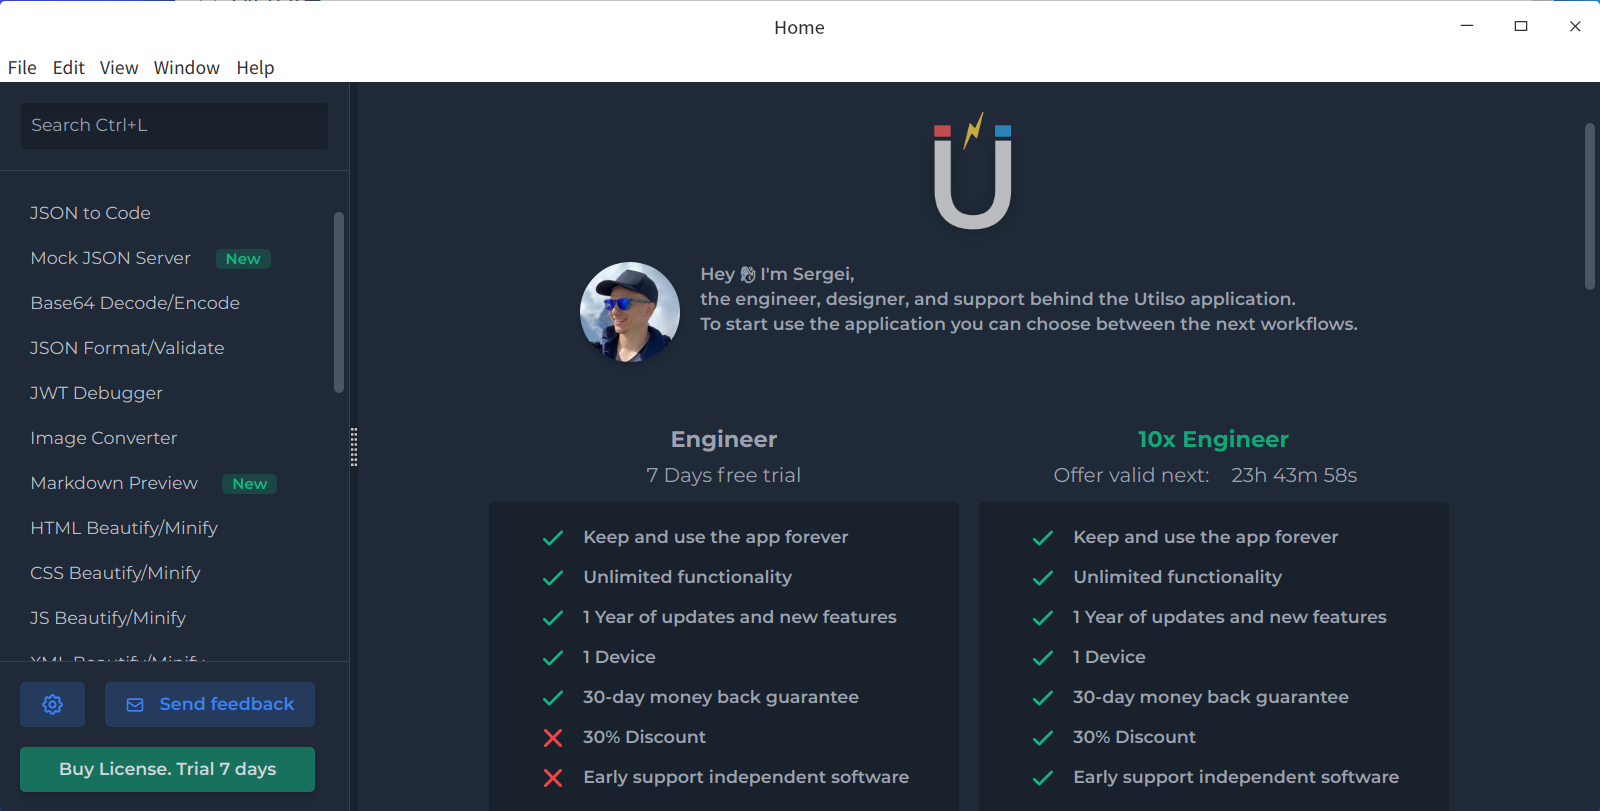 Home
File Edit View Window Help
Search Ctrl+L
JSON to Code
Mock JSON Server New
Base64 Decode/Encode
JSON Format/Validate
JWT Debugger
Image Converter
Markdown Preview New
HTML Beautify/Minify
CSS Beautify/Minify
JS Beautify/Minify
XML Beautify/Minify
Send feedback
Buy License. Trial 7 days
Hey 👋 I'm Sergei,
the engineer, designer, and support behind the Utilso application.
To start use the application you can choose between the next workflows.
Engineer
7 Days free trial
Keep and use the app forever
Unlimited functionality
1 Year of updates and new features
1 Device
30-day money back guarantee
30% Discount
Early support independent software
10x Engineer
Offer valid next: 23h 43m 58s
Keep and use the app forever
Unlimited functionality
1 Year of updates and new features
1 Device
30-day money back guarantee
30% Discount
Early support independent software